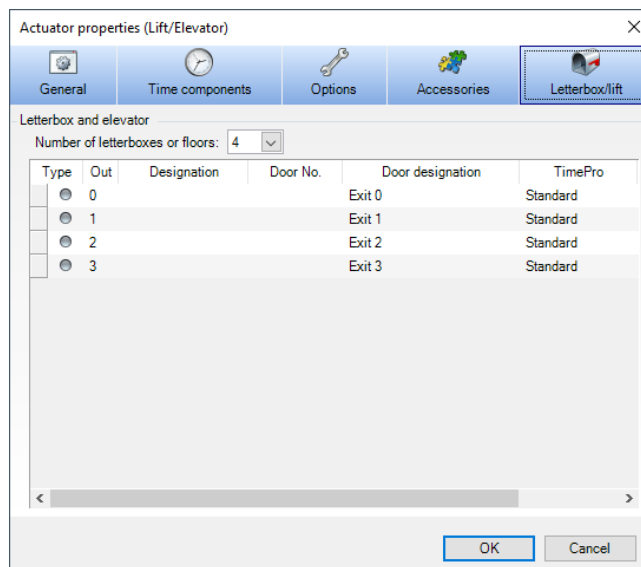 Actuator properties (Lift/Elevator)
General Time components Options Accessories Letterbox/lift
Letterbox and elevator
Number of letterboxes or floors: 4
Type Out Designation Door No. Door designation TimePro
0 Exit 0 Standard
1 Exit 1 Standard
2 Exit 2 Standard
3 Exit 3 Standard
OK Cancel